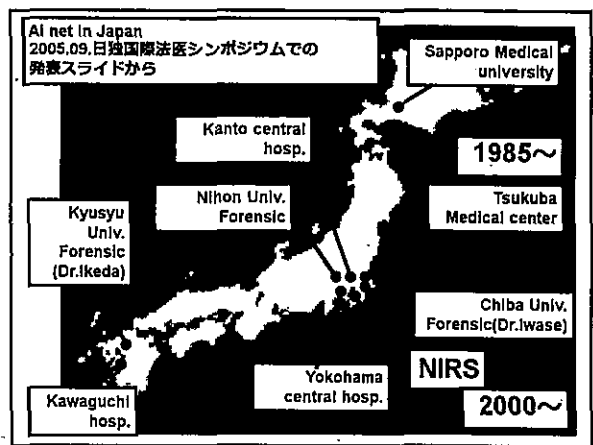 Ai net in Japan
2005,09,日独国際法医シンポジウムでの
発表スライドから
Sapporo Medical
university
Kanto central
hosp.
1985～
Nihon Univ.
Forensic
Tsukuba
Medical center
Kyusyu
Univ.
Forensic
(Dr.Ikeda)
Chiba Univ.
Forensic(Dr.Iwase)
NIRS
Yokohama
central hosp.
Kawaguchi
hosp.
2000～